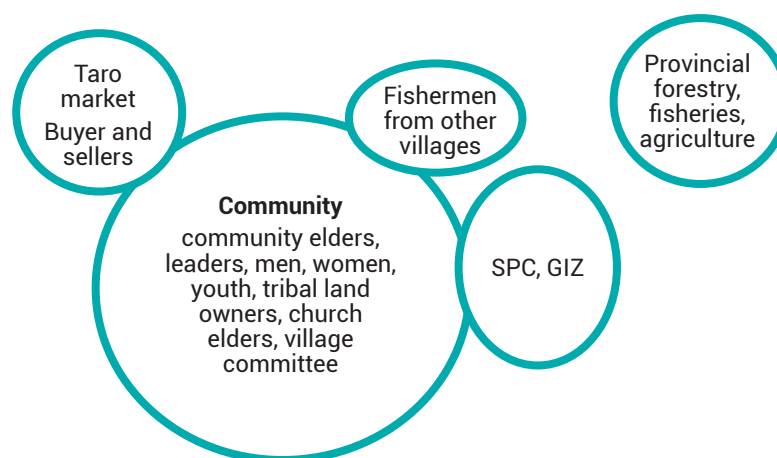 Taro
market
Buyer and
sellers
Fishermen
from other
villages
Provincial
forestry,
fisheries,
agriculture
Community
community elders,
leaders, men, women,
youth, tribal land
owners, church
elders, village
committee
SPC, GIZ